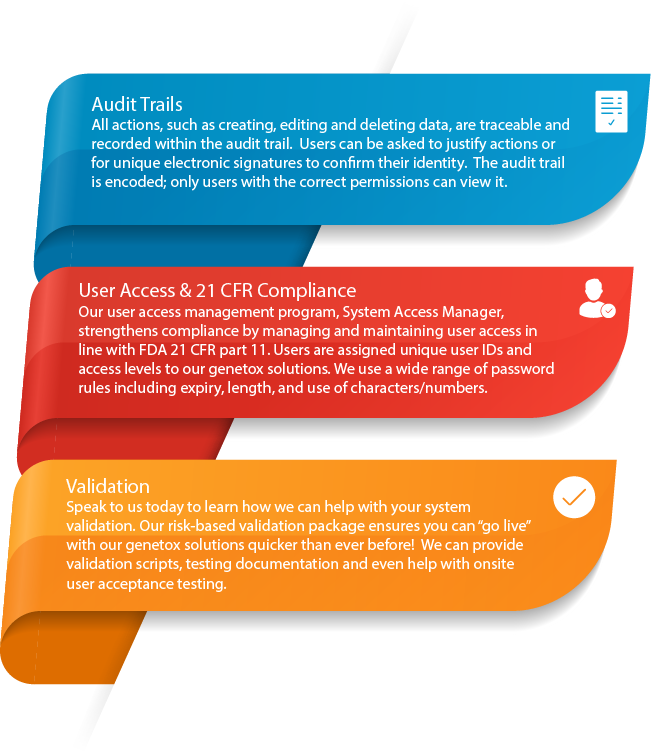 Audit Trails
All actions, such as creating, editing and deleting data, are traceable and
recorded within the audit trail.  Users can be asked to justify actions or
for unique electronic signatures to confirm their identity.  The audit trail
is encoded; only users with the correct permissions can view it.
User Access & 21 CFR Compliance
Our user access management program, System Access Manager,
strengthens compliance by managing and maintaining user access in
line with FDA 21 CFR part 11. Users are assigned unique user IDs and
access levels to our genetox solutions. We use a wide range of password
rules including expiry, length, and use of characters/numbers.
Validation
Speak to us today to learn how we can help with your system
validation. Our risk-based validation package ensures you can “go live”
with our genetox solutions quicker than ever before!  We can provide
validation scripts, testing documentation and even help with onsite
user acceptance testing.